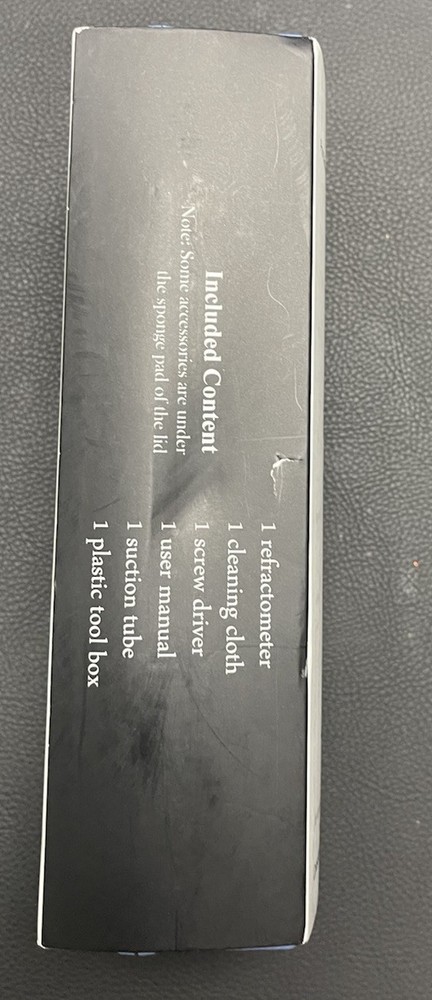 Included Content
Note: Some accessories are under
the sponge pad of the lid
1 refractometer
1 cleaning cloth
1 screw driver
1 user manual
1 suction tube
1 plastic tool box